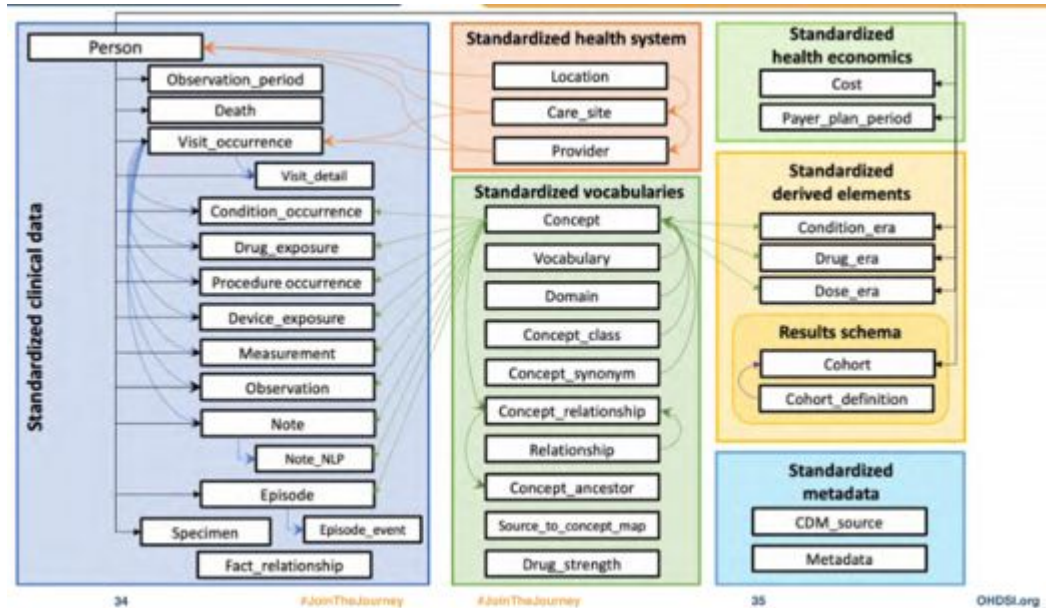 Standardized clinical data
Person
Observation_period
Death
Visit_occurrence
Visit_detail
Condition_occurrence
Drug_exposure
Procedure occurrence
Device_exposure
Measurement
Observation
Note
Note_NLP
Episode
Specimen
Episode_event
Fact_relationship
Standardized health system
Location
Care_site
Provider
Standardized vocabularies
Concept
Vocabulary
Domain
Concept_class
Concept_synonym
Concept_relationship
Relationship
Concept_ancestor
Source_to_concept_map
Drug_strength
Standardized
health economics
Cost
Payer_plan_period
Standardized
derived elements
Condition_era
Drug_era
Dose_era
Results schema
Cohort
Cohort_definition
Standardized
metadata
CDM_source
Metadata
34
#JoinTheJourney
#JoinTheJourney
35
OHDSI.org